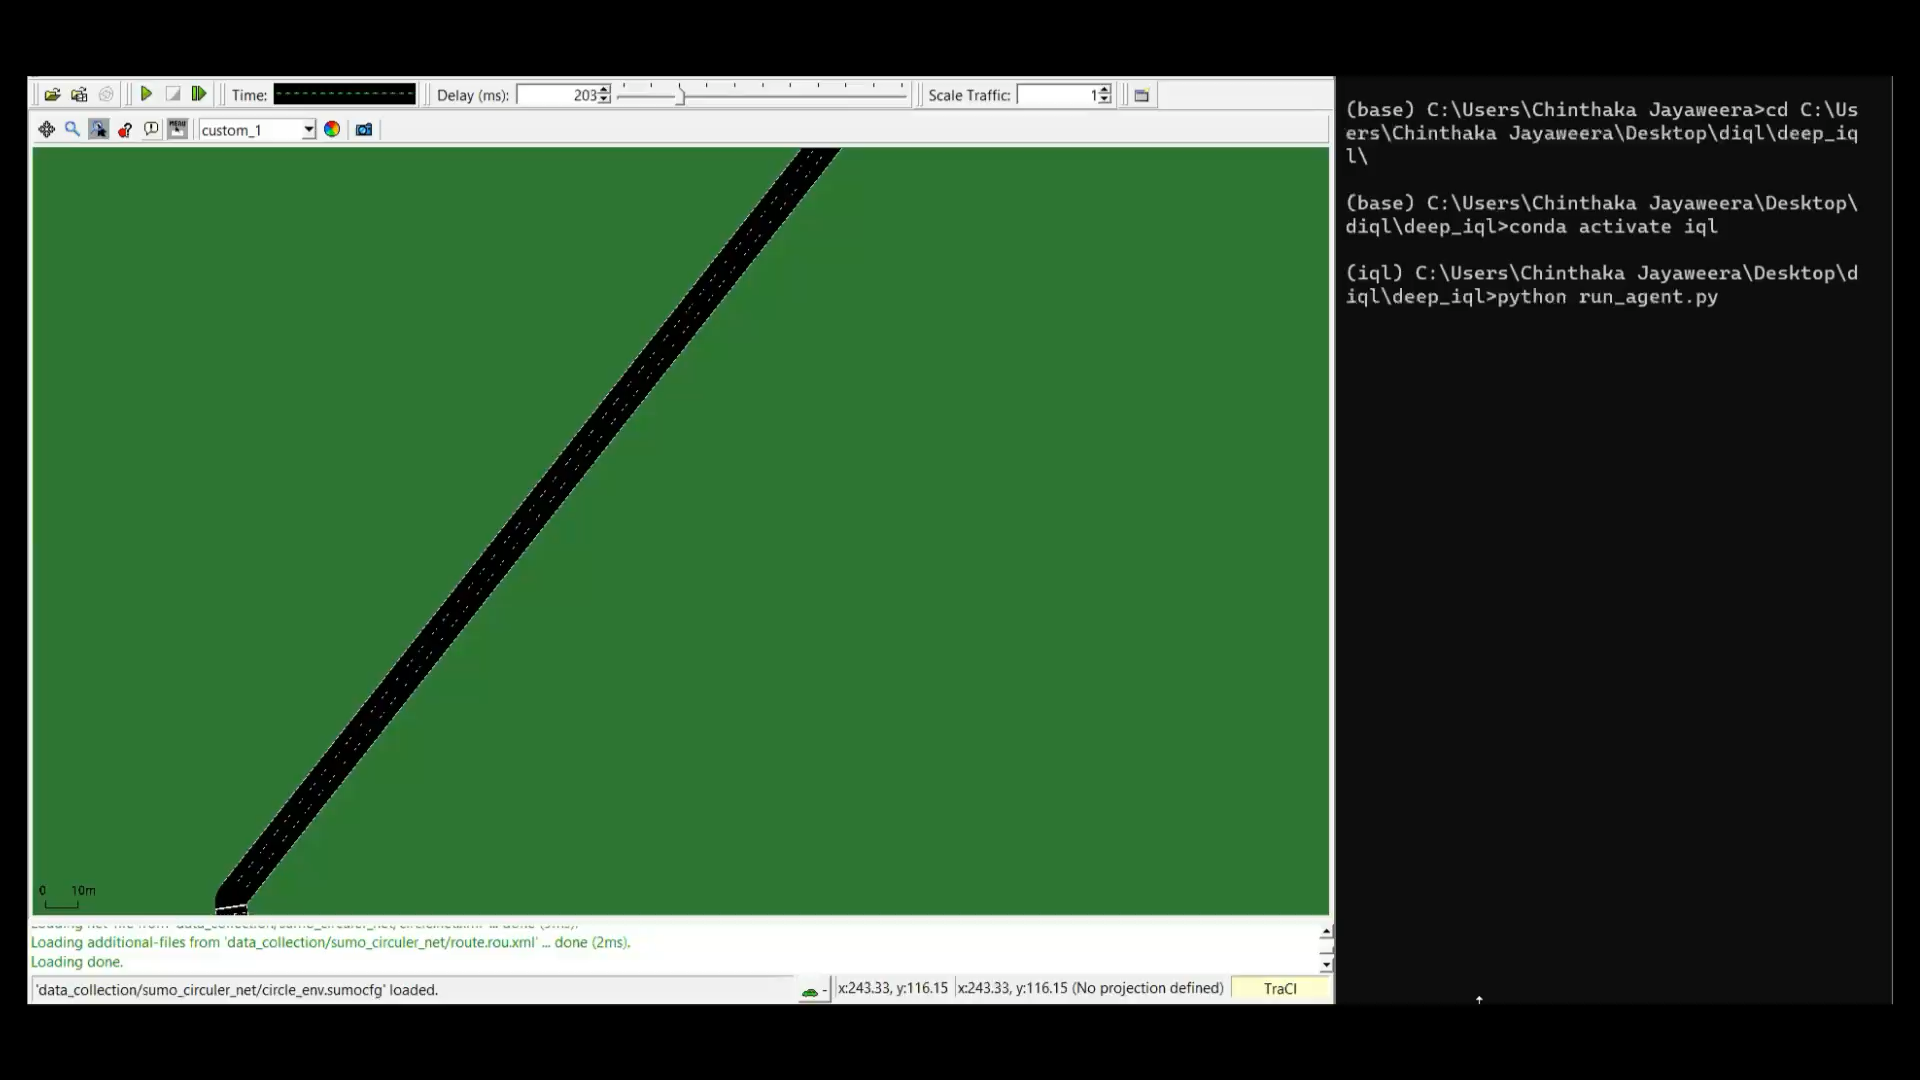 Time: Delay (ms): 203 Scale Traffic: 1
MENU custom_1
0 10m
Loading additional-files from 'data_collection/sumo_circuler_net/route.rou.xml' ... done (2ms).
Loading done.
'data_collection/sumo_circuler_net/circle_env.sumocfg' loaded. - x:243.33, y:116.15 x:243.33, y:116.15 (No projection defined) TraCI
(base) C:\Users\Chinthaka Jayaweera>cd C:\Us
ers\Chinthaka Jayaweera\Desktop\diql\deep_iq
l\
(base) C:\Users\Chinthaka Jayaweera\Desktop\
diql\deep_iql>conda activate iql
(iql) C:\Users\Chinthaka Jayaweera\Desktop\d
iql\deep_iql>python run_agent.py